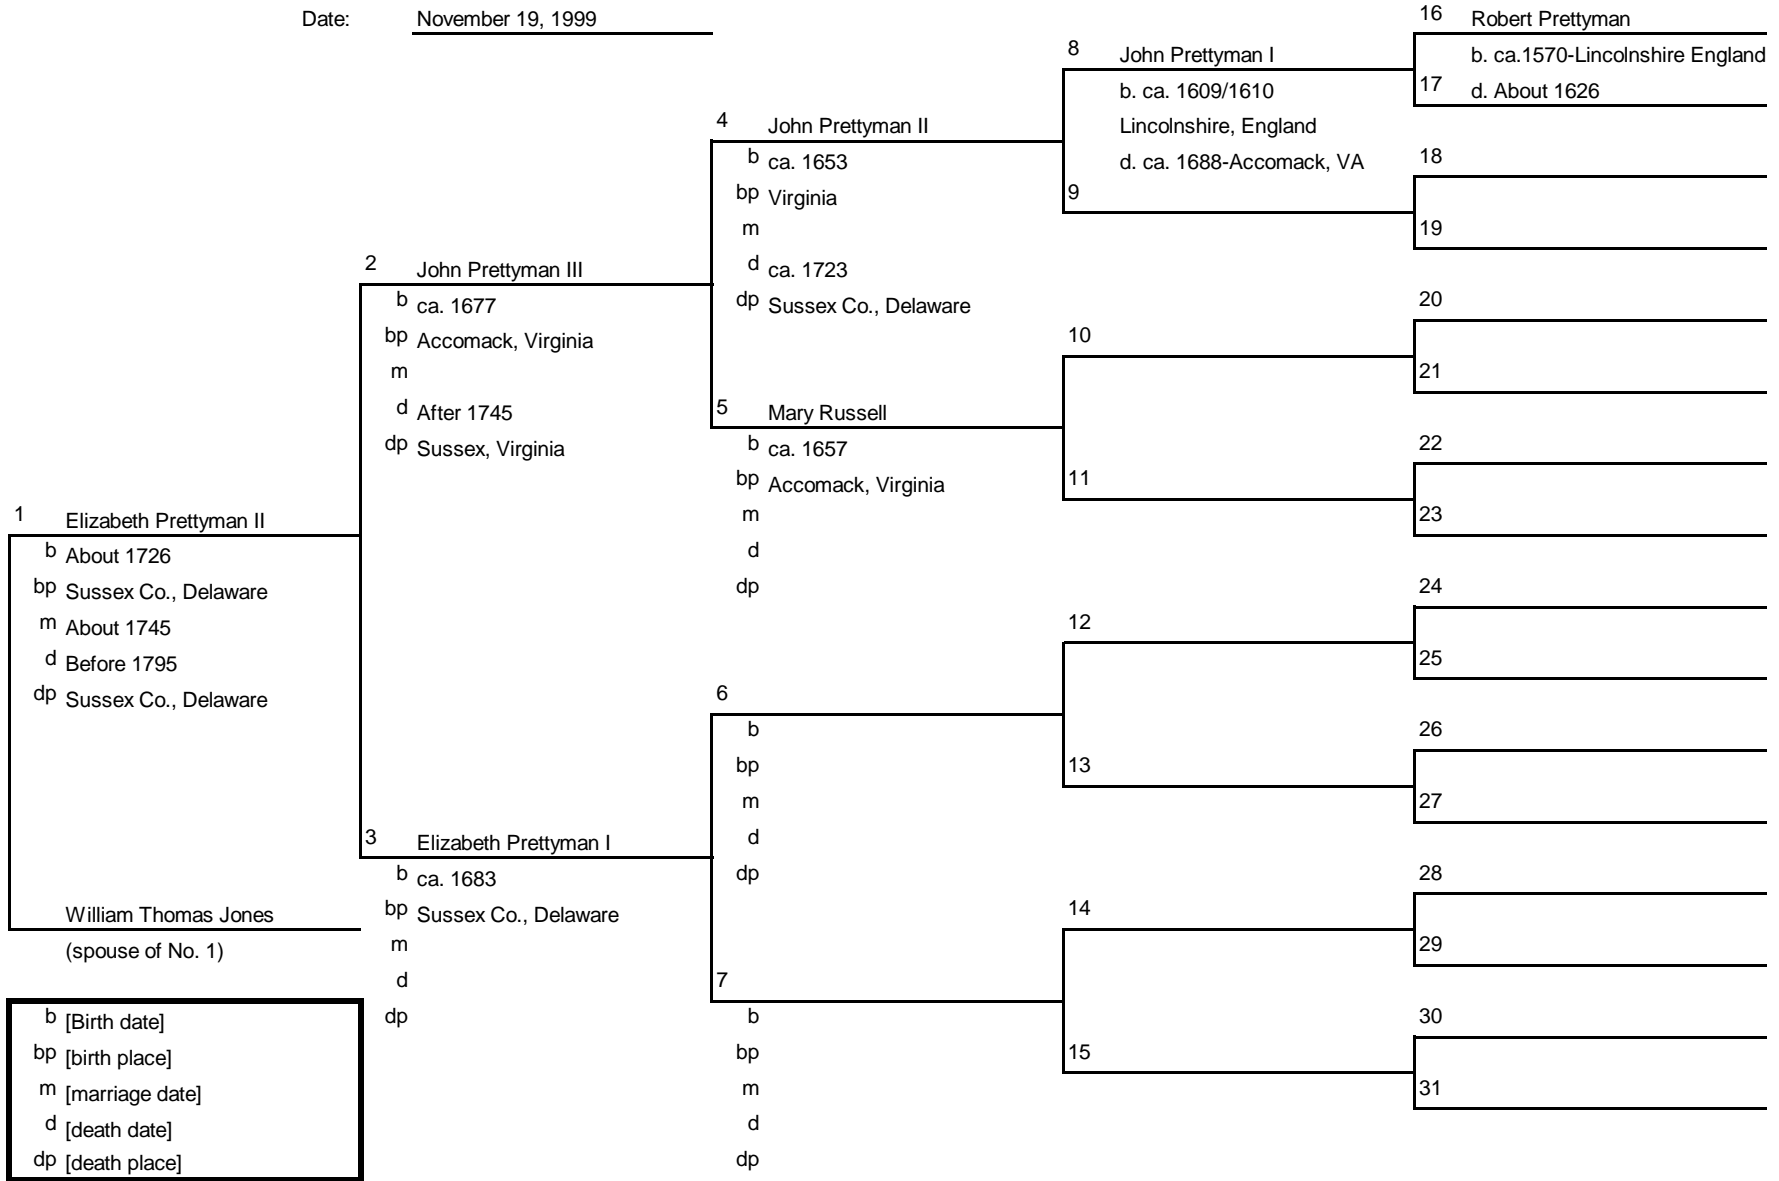 Date: November 19, 1999
1 Elizabeth Prettyman II
b About 1726
bp Sussex Co., Delaware
m About 1745
d Before 1795
dp Sussex Co., Delaware
William Thomas Jones
(spouse of No. 1)
b [Birth date]
bp [birth place]
m [marriage date]
d [death date]
dp [death place]
2 John Prettyman III
b ca. 1677
bp Accomack, Virginia
m
d After 1745
dp Sussex, Virginia
3 Elizabeth Prettyman I
b ca. 1683
bp Sussex Co., Delaware
m
d
dp
4 John Prettyman II
b ca. 1653
bp Virginia
m
d ca. 1723
dp Sussex Co., Delaware
5 Mary Russell
b ca. 1657
bp Accomack, Virginia
m
d
dp
6
b
bp
m
d
dp
7
b
bp
m
d
dp
8 John Prettyman I
b. ca. 1609/1610
Lincolnshire, England
d. ca. 1688-Accomack, VA
9
10
11
12
13
14
15
16 Robert Prettyman
b. ca.1570-Lincolnshire England
17 d. About 1626
18
19
20
21
22
23
24
25
26
27
28
29
30
31